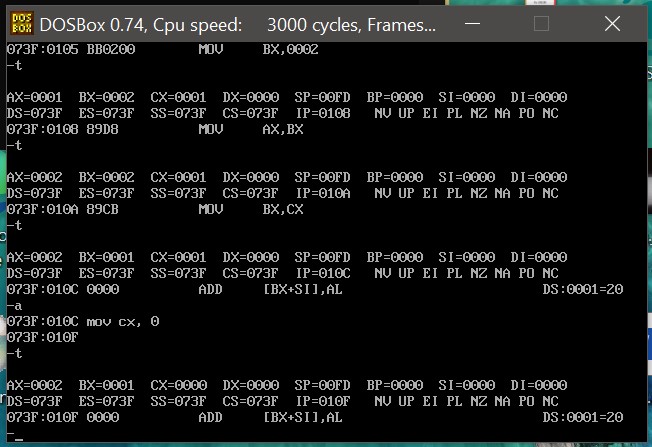 DOS BOX DOSBox 0.74, Cpu speed: 3000 cycles, Frames...
073F:0105 BB0200 MOV BX,0002
-t
AX=0001 BX=0002 CX=0001 DX=0000 SP=00FD BP=0000 SI=0000 DI=0000
DS=073F ES=073F SS=073F CS=073F IP=0108 NV UP EI PL NZ NA PO NC
073F:0108 89D8 MOV AX,BX
-t
AX=0002 BX=0002 CX=0001 DX=0000 SP=00FD BP=0000 SI=0000 DI=0000
DS=073F ES=073F SS=073F CS=073F IP=010A NV UP EI PL NZ NA PO NC
073F:010A 89CB MOV BX,CX
-t
AX=0002 BX=0001 CX=0001 DX=0000 SP=00FD BP=0000 SI=0000 DI=0000
DS=073F ES=073F SS=073F CS=073F IP=010C NV UP EI PL NZ NA PO NC
073F:010C 0000 ADD [BX+SI],AL DS:0001=20
-a
073F:010C mov cx, 0
073F:010F
-t
AX=0002 BX=0001 CX=0000 DX=0000 SP=00FD BP=0000 SI=0000 DI=0000
DS=073F ES=073F SS=073F CS=073F IP=010F NV UP EI PL NZ NA PO NC
073F:010F 0000 ADD [BX+SI],AL DS:0001=20
-_